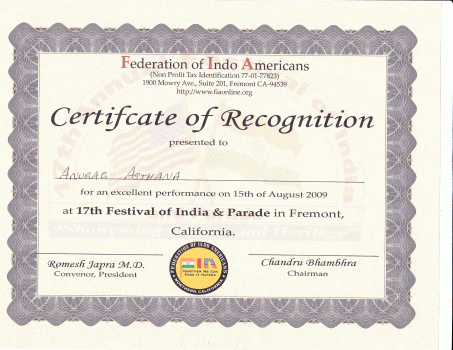 Federation of Indo Americans
(Non Profit Tax Identification 77-01-77823)
1900 Mowry Ave., Suite 201, Fremont CA-94539
http://www.fiaonline.org
Certifcate of Recognition
presented to
ANURAG ASTHANA
for an excellent performance on 15th of August 2009
at 17th Festival of India & Parade in Fremont,
California.
Romesh Japra M.D.
Convenor, President
FEDERATION OF INDO AMERICANS
FIA
TOGETHER WE CAN
MAKE IT HAPPEN
NORTHERN CALIFORNIA
Chandru Bhambhra
Chairman